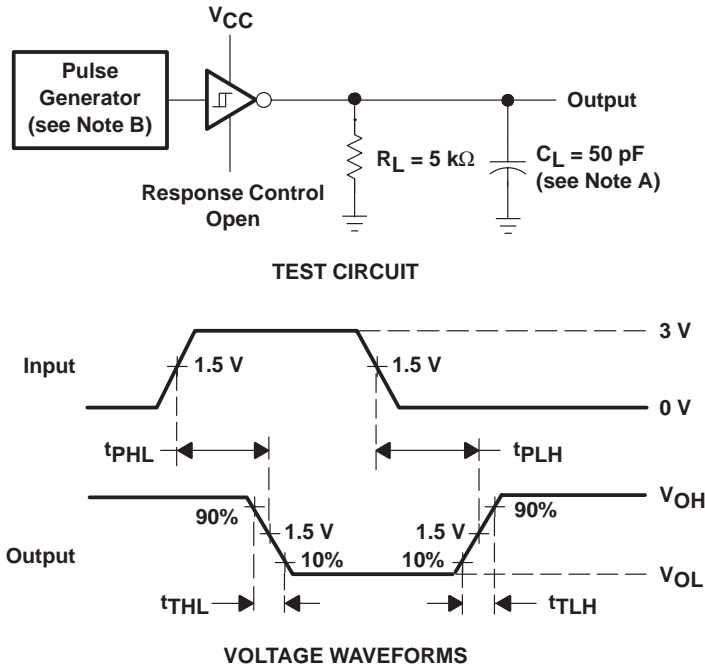 VCC
Pulse
Generator
(see Note B)
Output
RL = 5 kΩ
CL = 50 pF
(see Note A)
Response Control
Open
TEST CIRCUIT
3 V
Input
1.5 V
1.5 V
0 V
tPHL
tPLH
VOH
90%
90%
1.5 V
1.5 V
Output
10%
10%
VOL
tTHL
tTLH
VOLTAGE WAVEFORMS